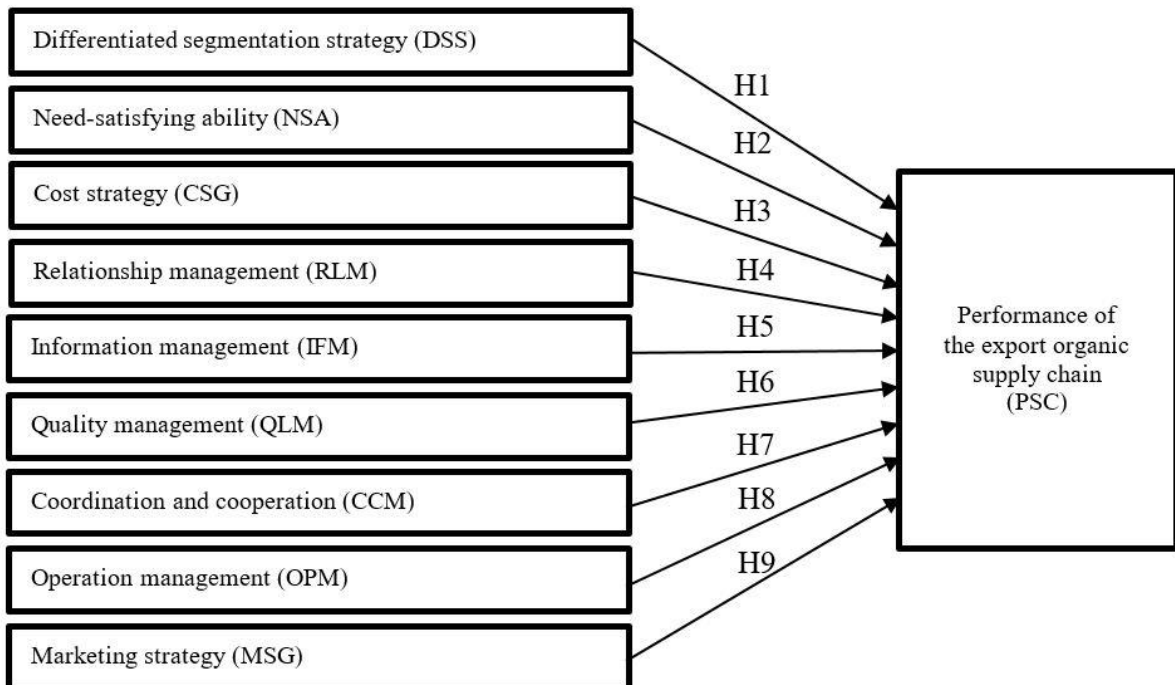 Differentiated segmentation strategy (DSS)
H1
Need-satisfying ability (NSA)
H2
Cost strategy (CSG)
H3
Relationship management (RLM)
H4
Information management (IFM)
H5
Quality management (QLM)
H6
Coordination and cooperation (CCM)
H7
Operation management (OPM)
H8
Marketing strategy (MSG)
H9
Performance of
the export organic
supply chain
(PSC)